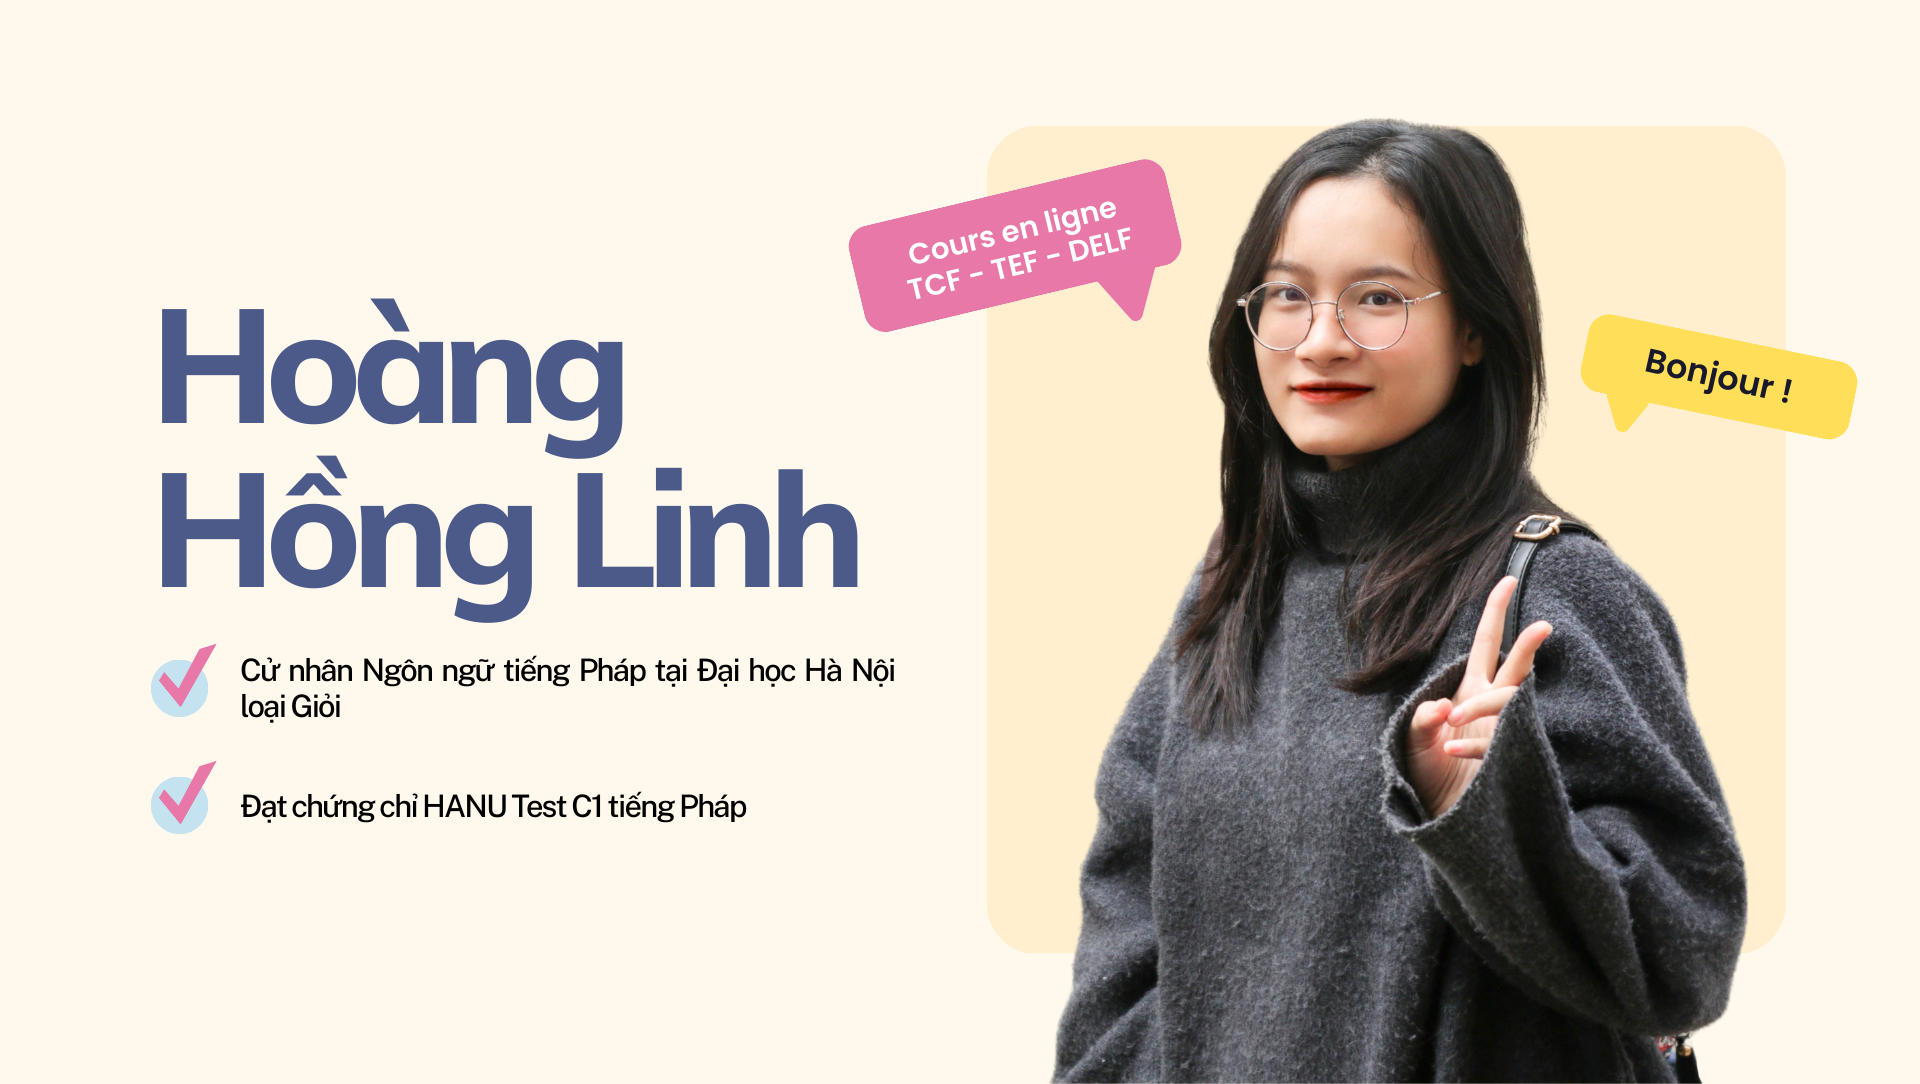 Cours en ligne
TCF - TEF - DELF
Bonjour !
Hoàng
Hồng Linh
Cử nhân Ngôn ngữ tiếng Pháp tại Đại học Hà Nội
loại Giỏi
Đạt chứng chỉ HANU Test C1 tiếng Pháp